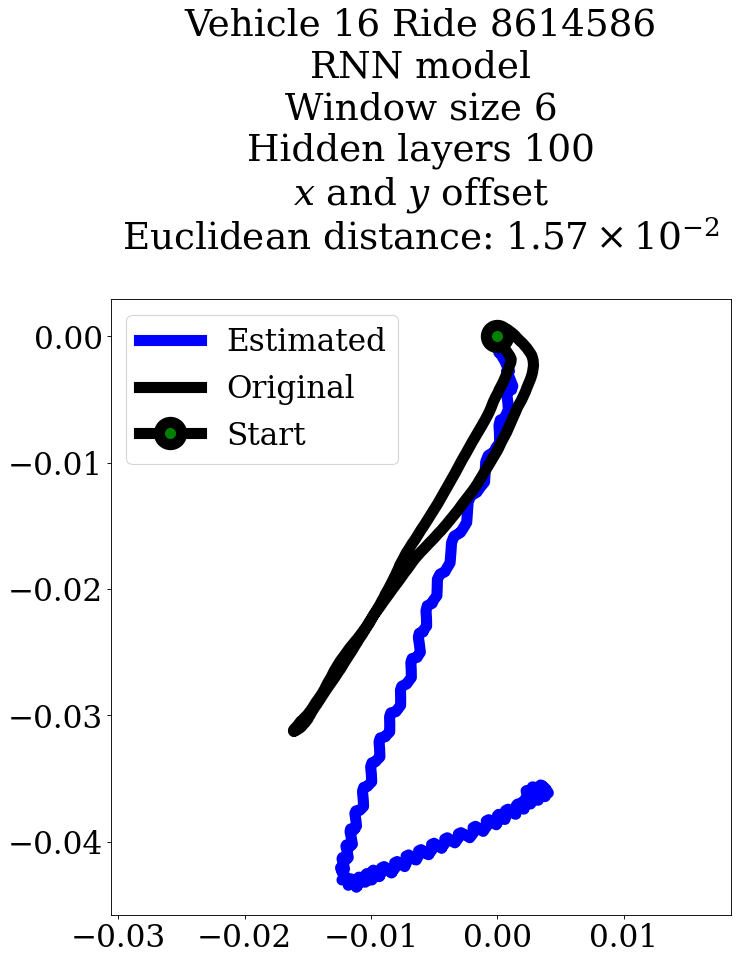 Vehicle 16 Ride 8614586
RNN model
Window size 6
Hidden layers 100
x and y offset
Euclidean distance: 1.57 × 10⁻²
Estimated
Original
Start
0.00
−0.01
−0.02
−0.03
−0.04
−0.03 −0.02 −0.01 0.00 0.01